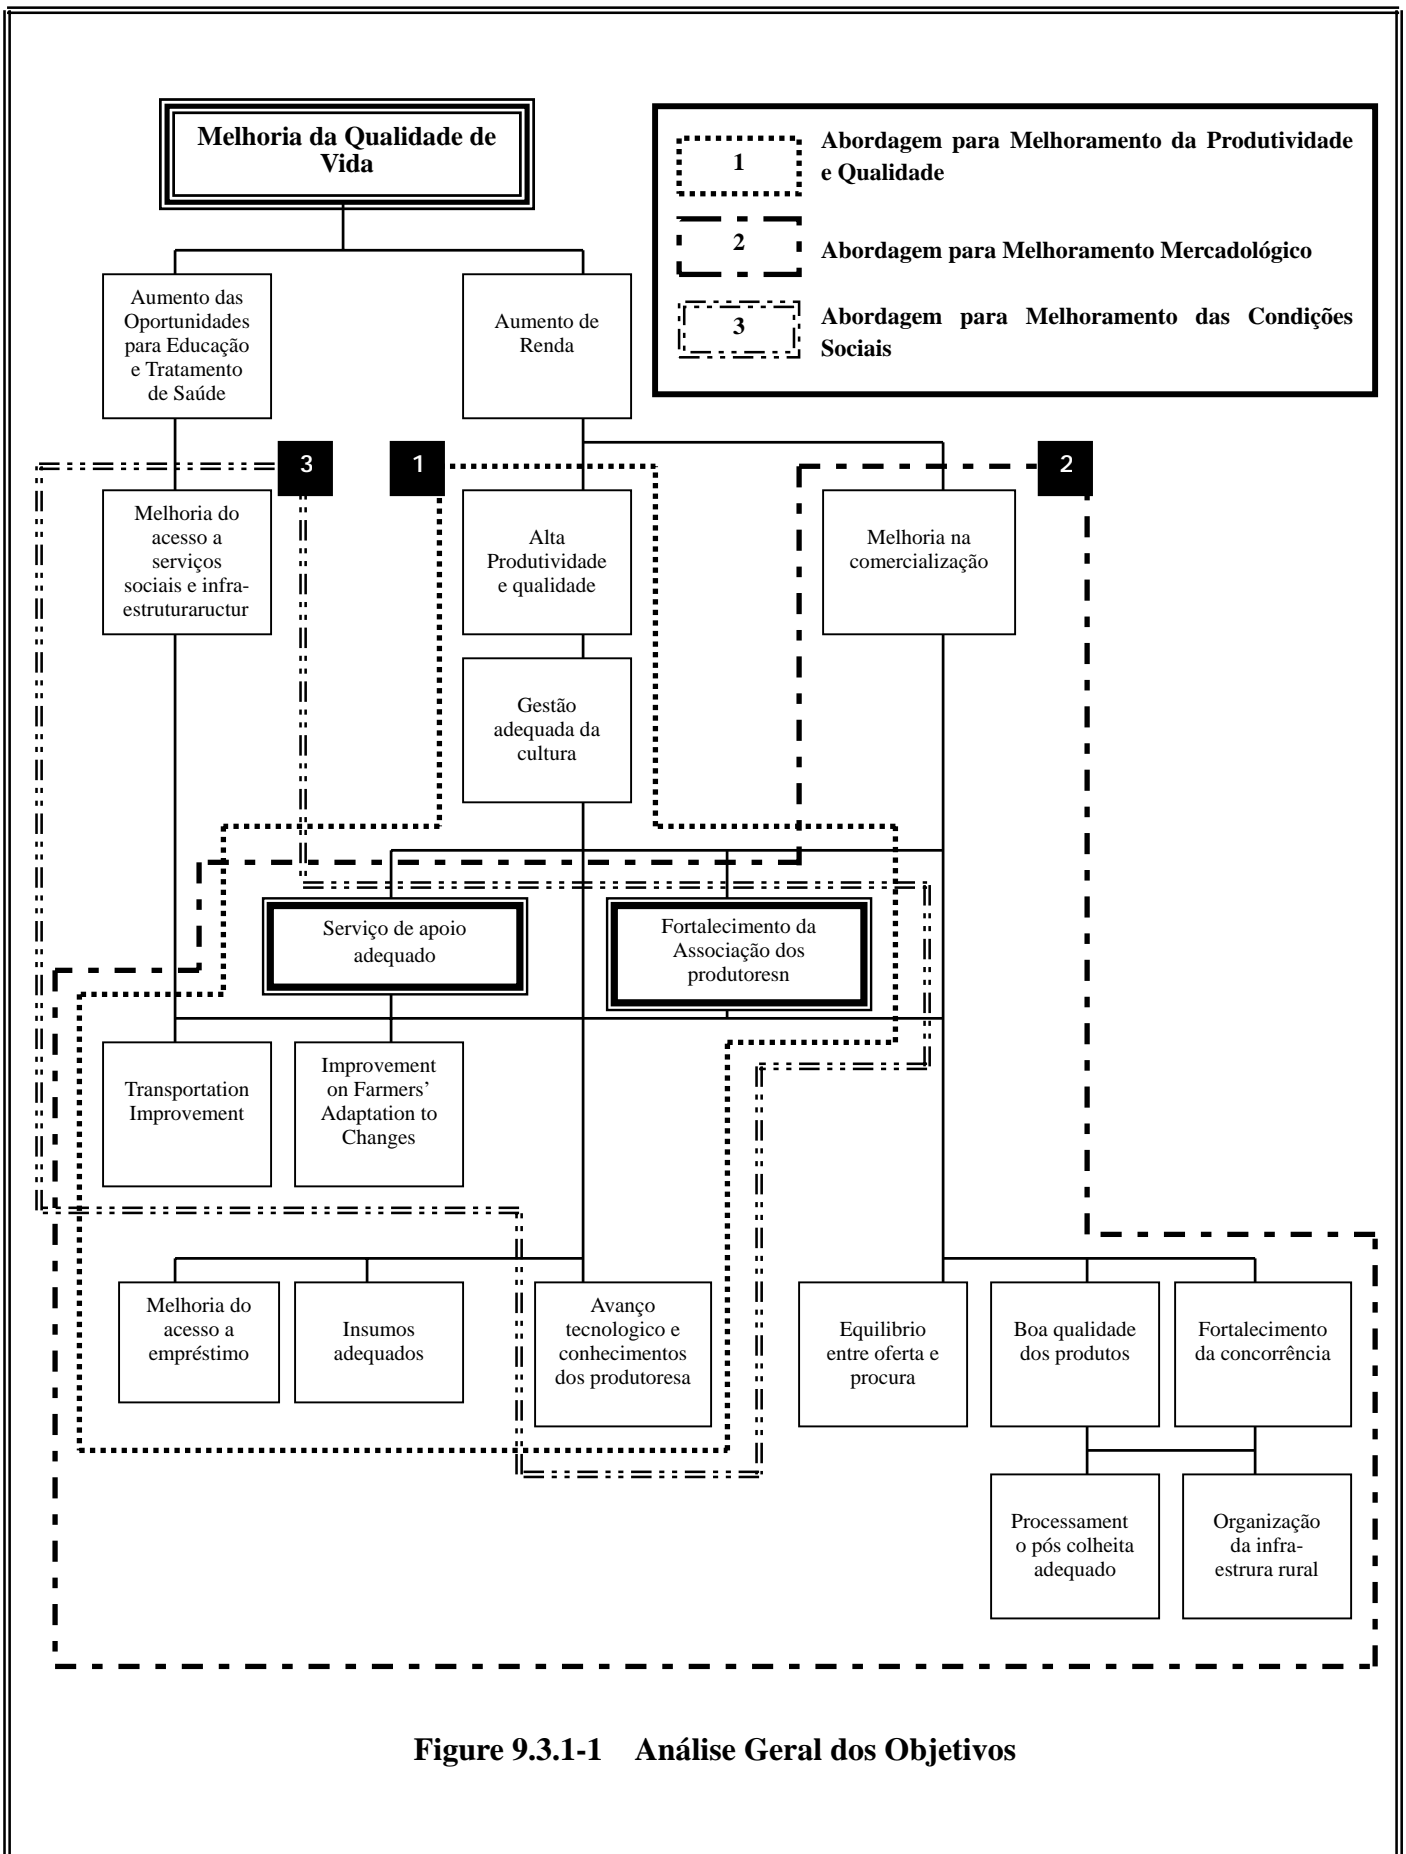 Melhoria da Qualidade de
Vida
1
Abordagem para Melhoramento da Produtividade
e Qualidade
2
Abordagem para Melhoramento Mercadológico
3
Abordagem para Melhoramento das Condições
Sociais
Aumento das
Oportunidades
para Educação
e Tratamento
de Saúde
Aumento de
Renda
3
1
2
Melhoria do
acesso a
serviços
sociais e infra-
estruturaructur
Alta
Produtividade
e qualidade
Melhoria na
comercialização
Gestão
adequada da
cultura
Serviço de apoio
adequado
Fortalecimento da
Associação dos
produtoresn
Transportation
Improvement
Improvement
on Farmers’
Adaptation to
Changes
Melhoria do
acesso a
empréstimo
Insumos
adequados
Avanço
tecnologico e
conhecimentos
dos produtoresa
Equilibrio
entre oferta e
procura
Boa qualidade
dos produtos
Fortalecimento
da concorrência
Processament
o pós colheita
adequado
Organização
da infra-
estrura rural
Figure 9.3.1-1 Análise Geral dos Objetivos